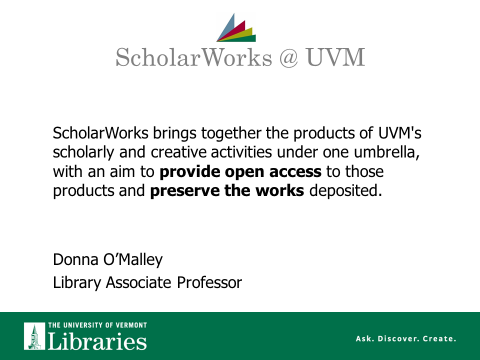 ScholarWorks @ UVM
ScholarWorks brings together the products of UVM's
scholarly and creative activities under one umbrella,
with an aim to provide open access to those
products and preserve the works deposited.
Donna O’Malley
Library Associate Professor
THE UNIVERSITY OF VERMONT
Libraries
Ask. Discover. Create.